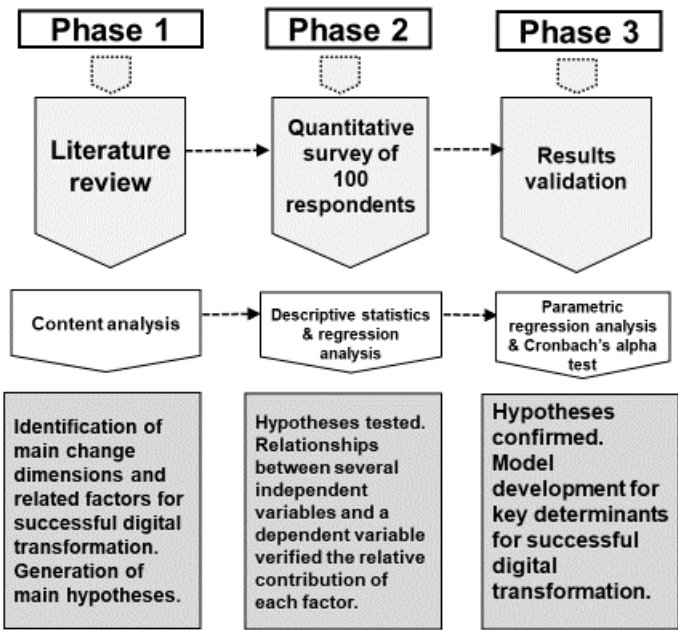 Phase 1
Phase 2
Phase 3
Literature
review
Quantitative
survey of
100
respondents
Results
validation
Content analysis
Descriptive statistics
& regression
analysis
Parametric
regression analysis
& Cronbach's alpha
test
Identification of
main change
dimensions and
related factors for
successful digital
transformation.
Generation of
main hypotheses.
Hypotheses tested.
Relationships
between several
independent
variables and a
dependent variable
verified the relative
contribution of
each factor.
Hypotheses
confirmed.
Model
development for
key determinants
for successful
digital
transformation.